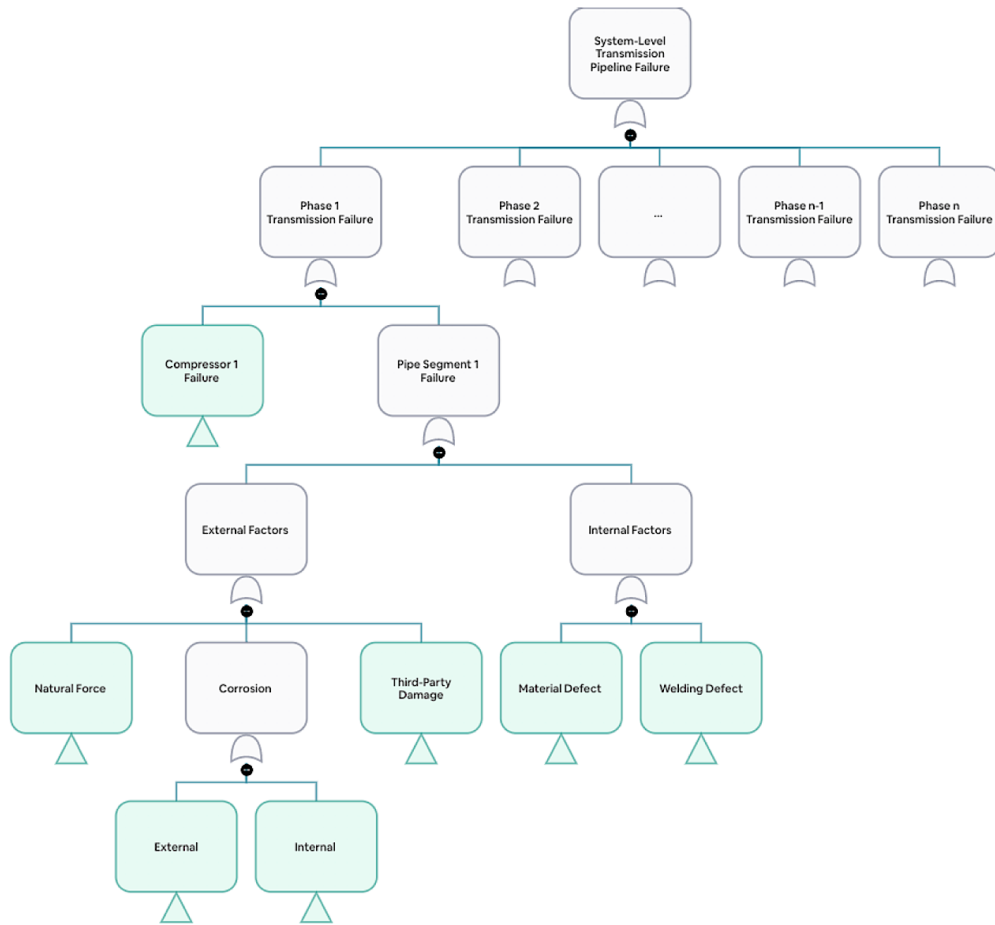 System-Level
Transmission
Pipeline Failure
Phase 1
Transmission Failure
Phase 2
Transmission Failure
...
Phase n-1
Transmission Failure
Phase n
Transmission Failure
Compressor 1
Failure
Pipe Segment 1
Failure
External Factors
Internal Factors
Natural Force
Corrosion
Third-Party
Damage
Material Defect
Welding Defect
External
Internal